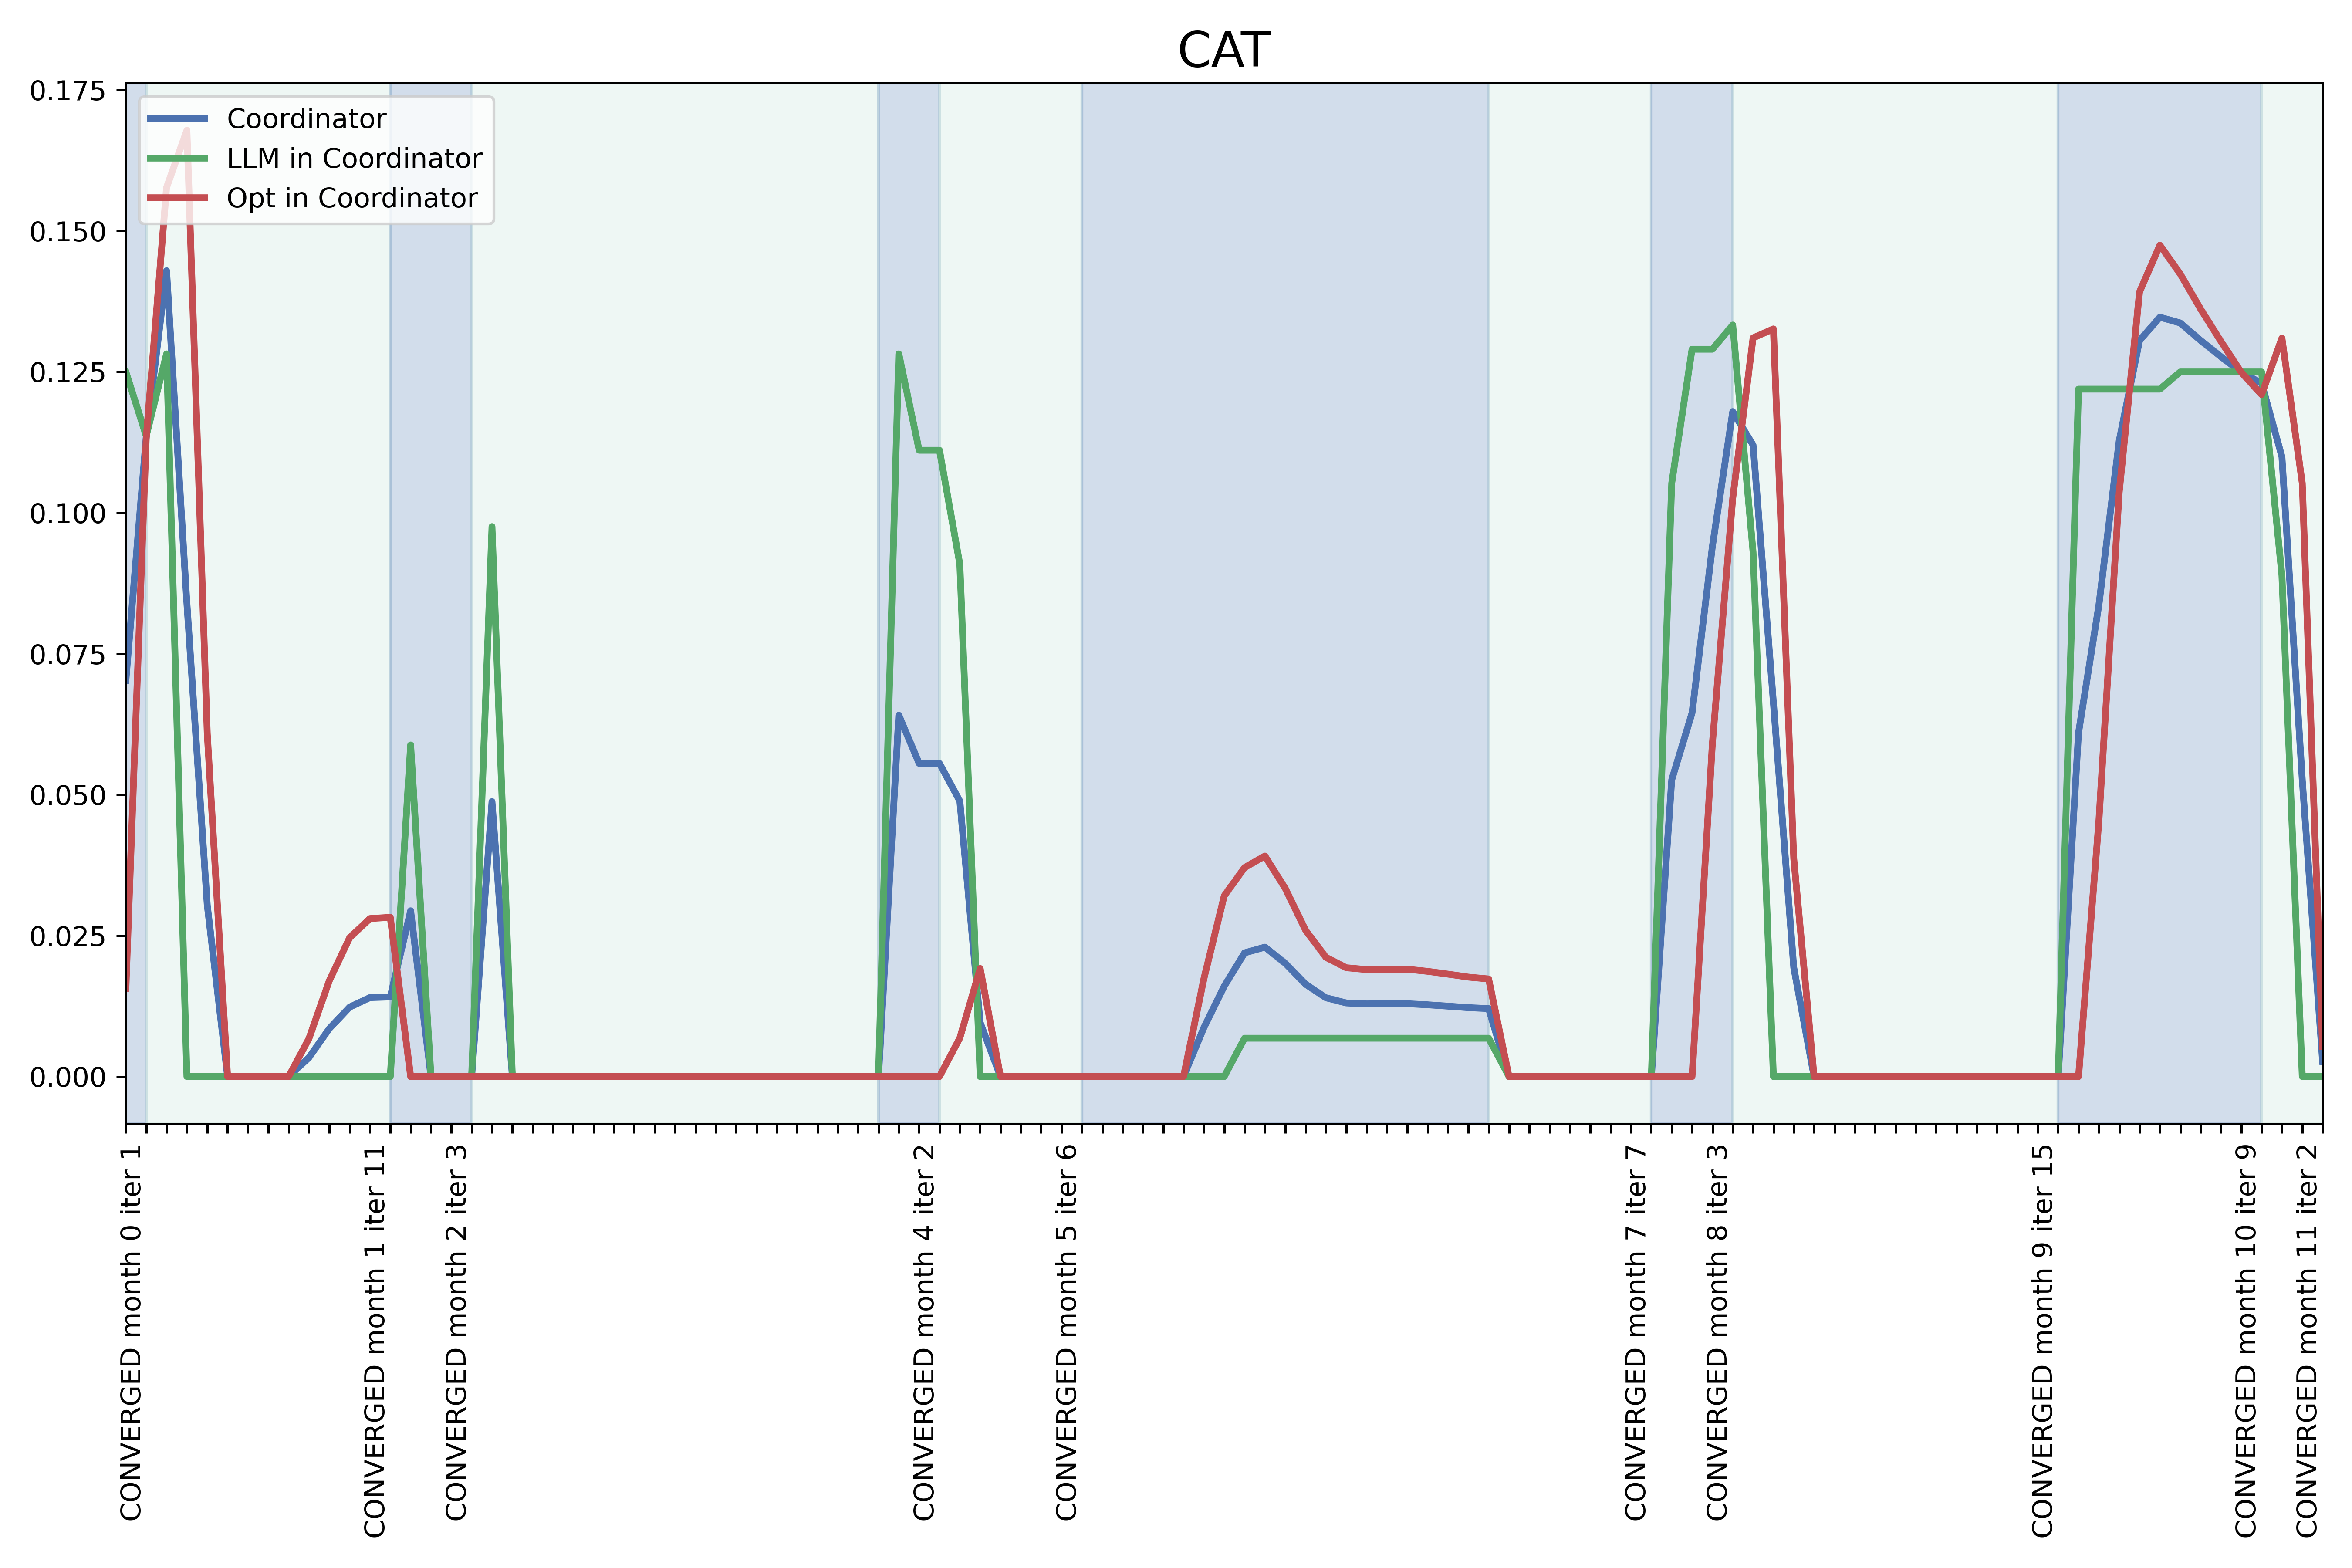 CAT
0.175
0.150
0.125
0.100
0.075
0.050
0.025
0.000
Coordinator
LLM in Coordinator
Opt in Coordinator
CONVERGED month 0 iter 1
CONVERGED month 1 iter 11
CONVERGED month 2 iter 3
CONVERGED month 4 iter 2
CONVERGED month 5 iter 6
CONVERGED month 7 iter 7
CONVERGED month 8 iter 3
CONVERGED month 9 iter 15
CONVERGED month 10 iter 9
CONVERGED month 11 iter 2